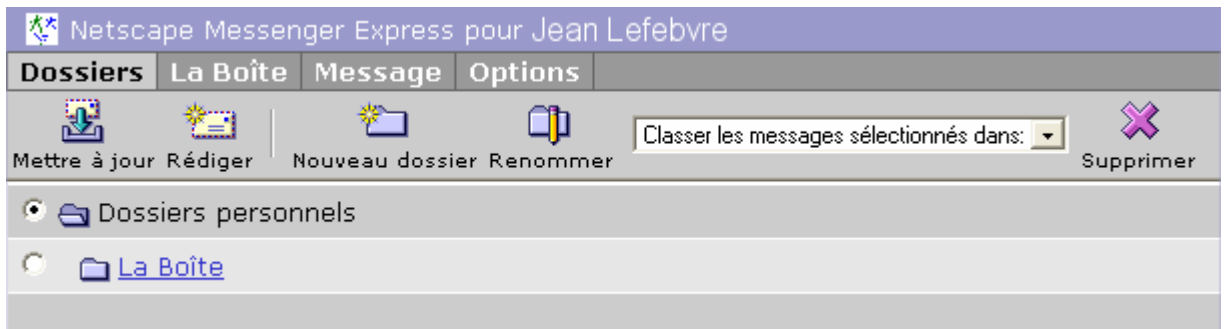 Netscape Messenger Express pour Jean Lefebvre
Dossiers La Boîte Message Options
Classer les messages sélectionnés dans:
Mettre à jour Rédiger Nouveau dossier Renommer Supprimer
Dossiers personnels
La Boîte